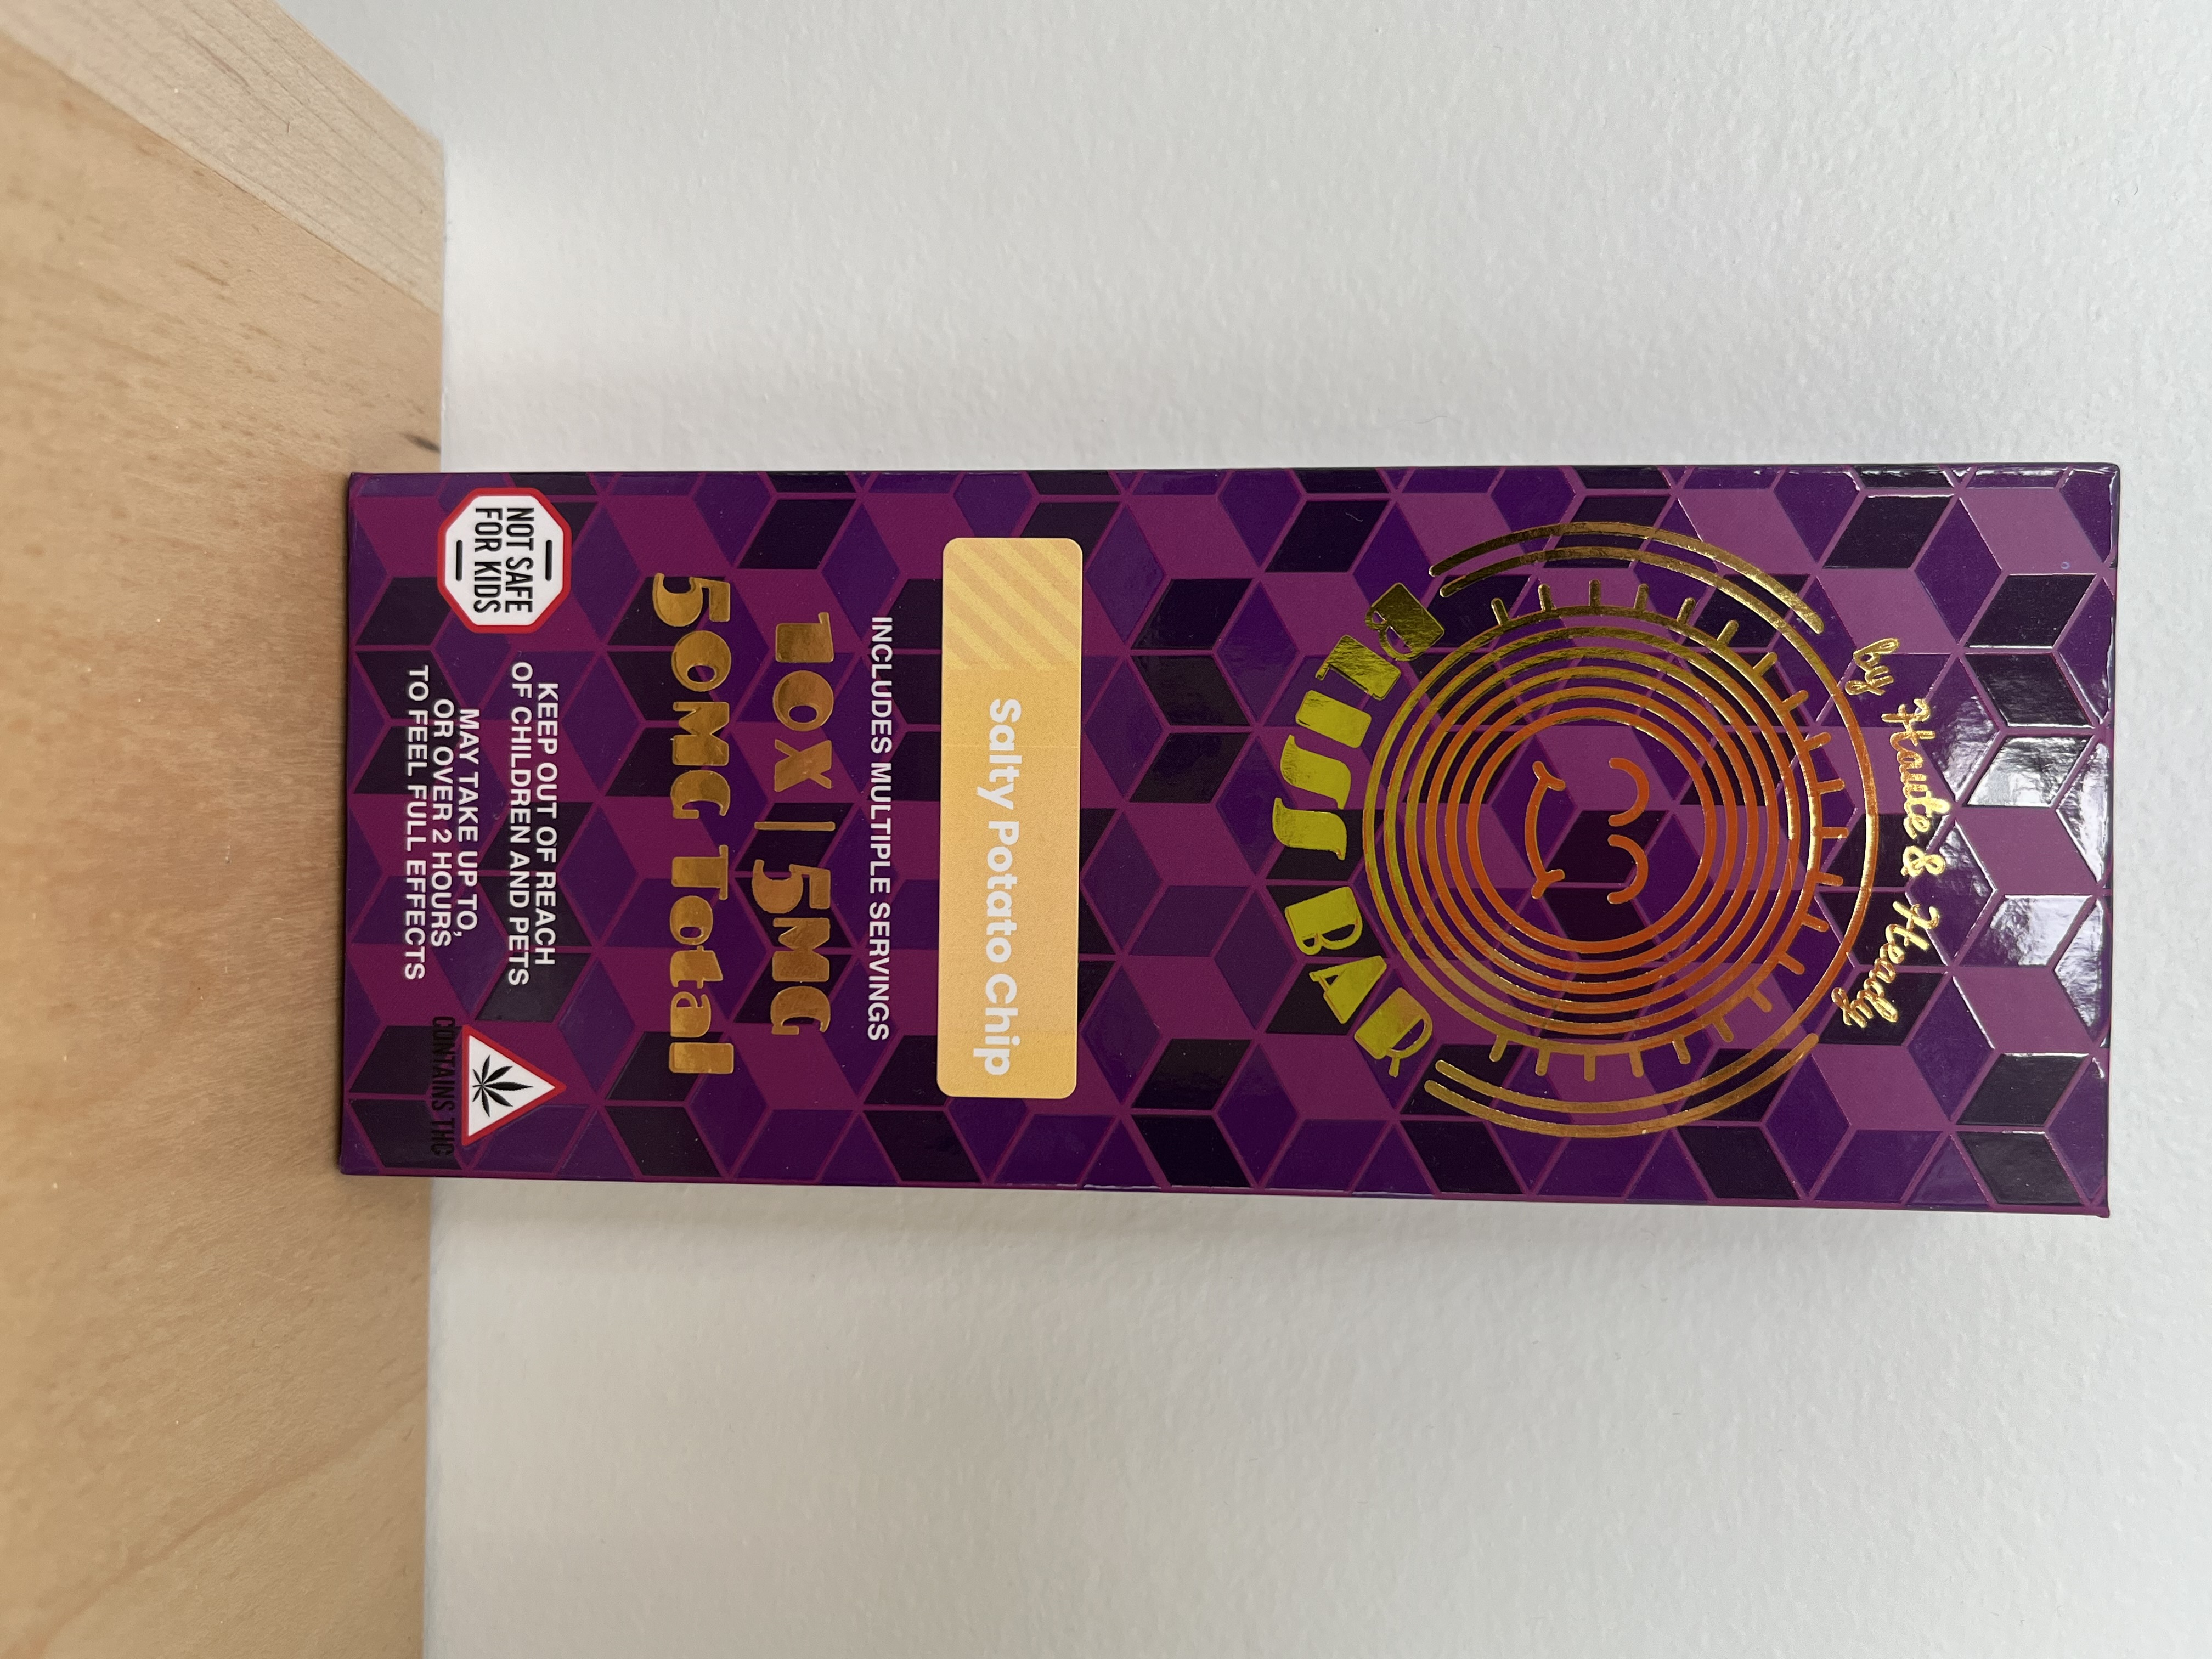 by Haute & Heady
BLISS BAR
Salty Potato Chip
INCLUDES MULTIPLE SERVINGS
10X | 5MG
50MG Total
NOT SAFE
FOR KIDS
KEEP OUT OF REACH
OF CHILDREN AND PETS
MAY TAKE UP TO,
OR OVER 2 HOURS
TO FEEL FULL EFFECTS
CONTAINS THC